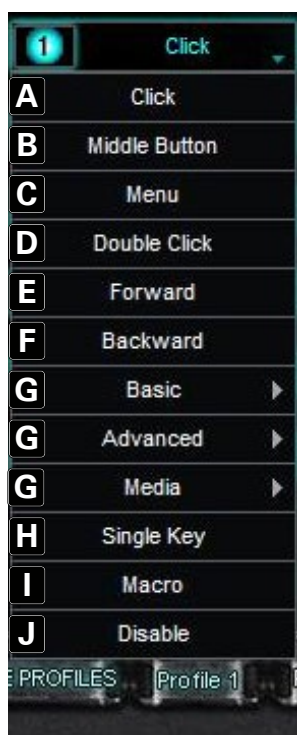 1 Click
A Click
B Middle Button
C Menu
D Double Click
E Forward
F Backward
G Basic
G Advanced
G Media
H Single Key
I Macro
J Disable
E PROFILES Profile 1